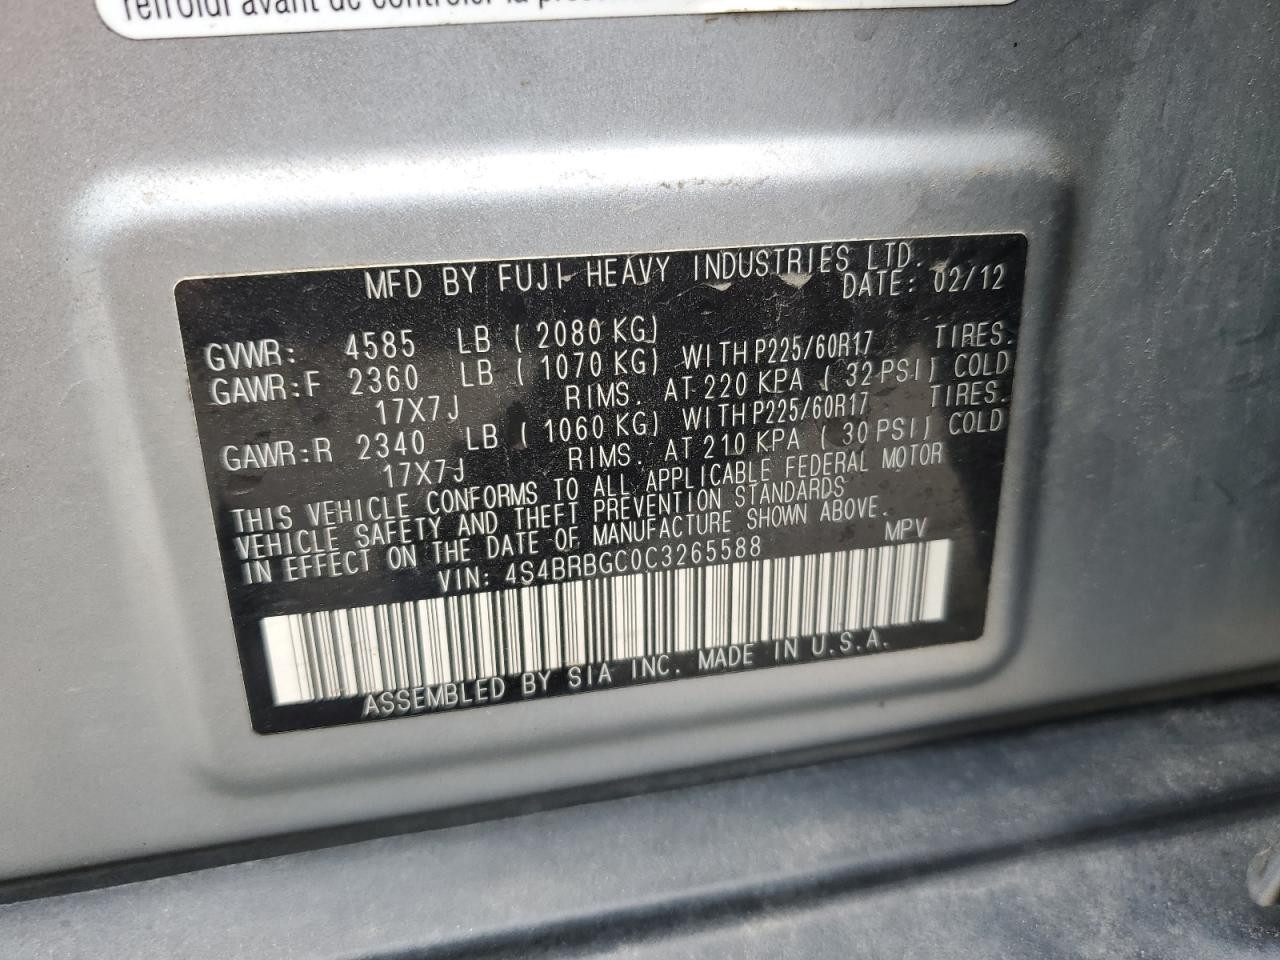 refroidi avant de contrôler la
MFD BY FUJI HEAVY INDUSTRIES LTD.
DATE: 02/12
GVWR: 4585 LB ( 2080 KG)
GAWR:F 2360 LB ( 1070 KG) WITH P225/60R17 TIRES.
17X7J RIMS. AT 220 KPA ( 32 PSI) COLD
GAWR:R 2340 LB ( 1060 KG) WITH P225/60R17 TIRES.
17X7J RIMS. AT 210 KPA ( 30 PSI) COLD
THIS VEHICLE CONFORMS TO ALL APPLICABLE FEDERAL MOTOR
VEHICLE SAFETY AND THEFT PREVENTION STANDARDS
IN EFFECT ON THE DATE OF MANUFACTURE SHOWN ABOVE.
VIN: 4S4BRBGC0C3265588 MPV
ASSEMBLED BY SIA INC. MADE IN U.S.A.